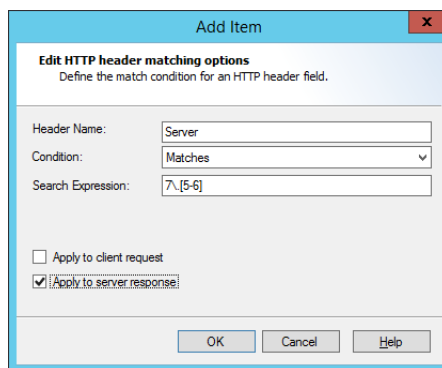 Add Item
x
Edit HTTP header matching options
Define the match condition for an HTTP header field.
Header Name: Server
Condition: Matches
Search Expression: 7\.[5-6]
Apply to client request
Apply to server response
OK Cancel Help